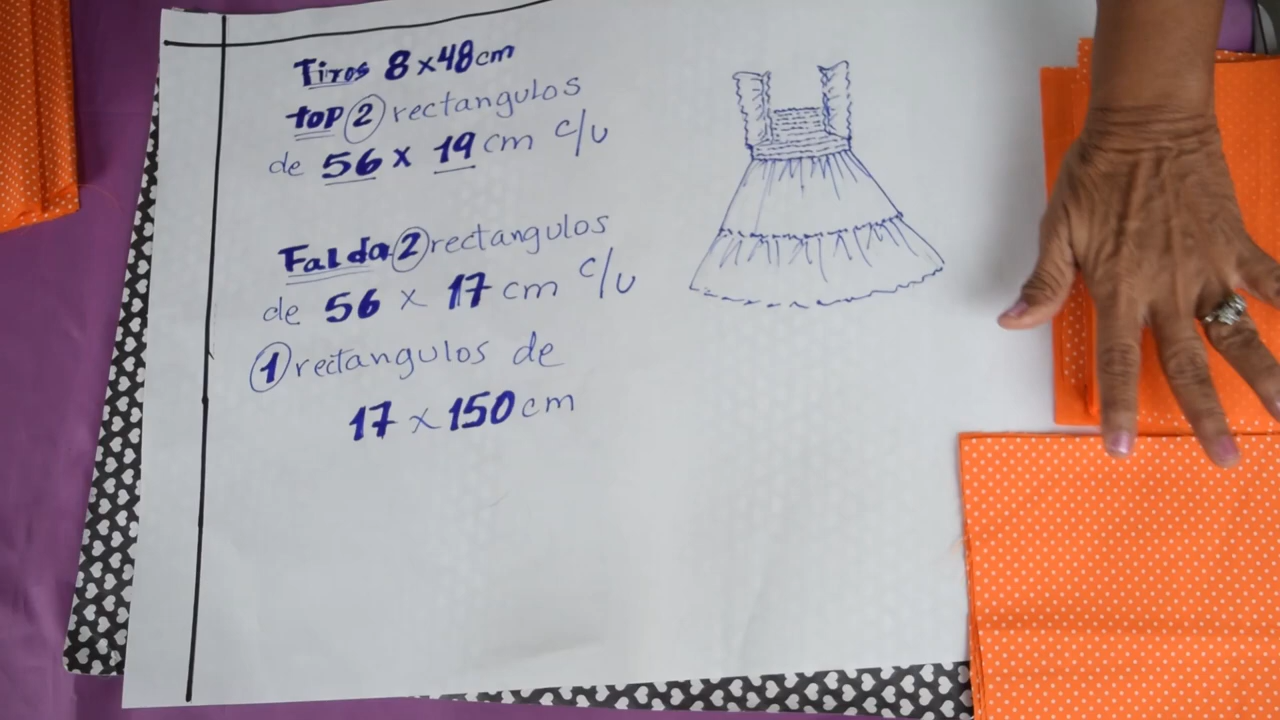 Tiros 8x48cm
top 2 rectangulos
de 56 x 19 cm c/u
Falda 2 rectangulos
de 56 x 17 cm c/u
1 rectangulos de
17 x 150 cm